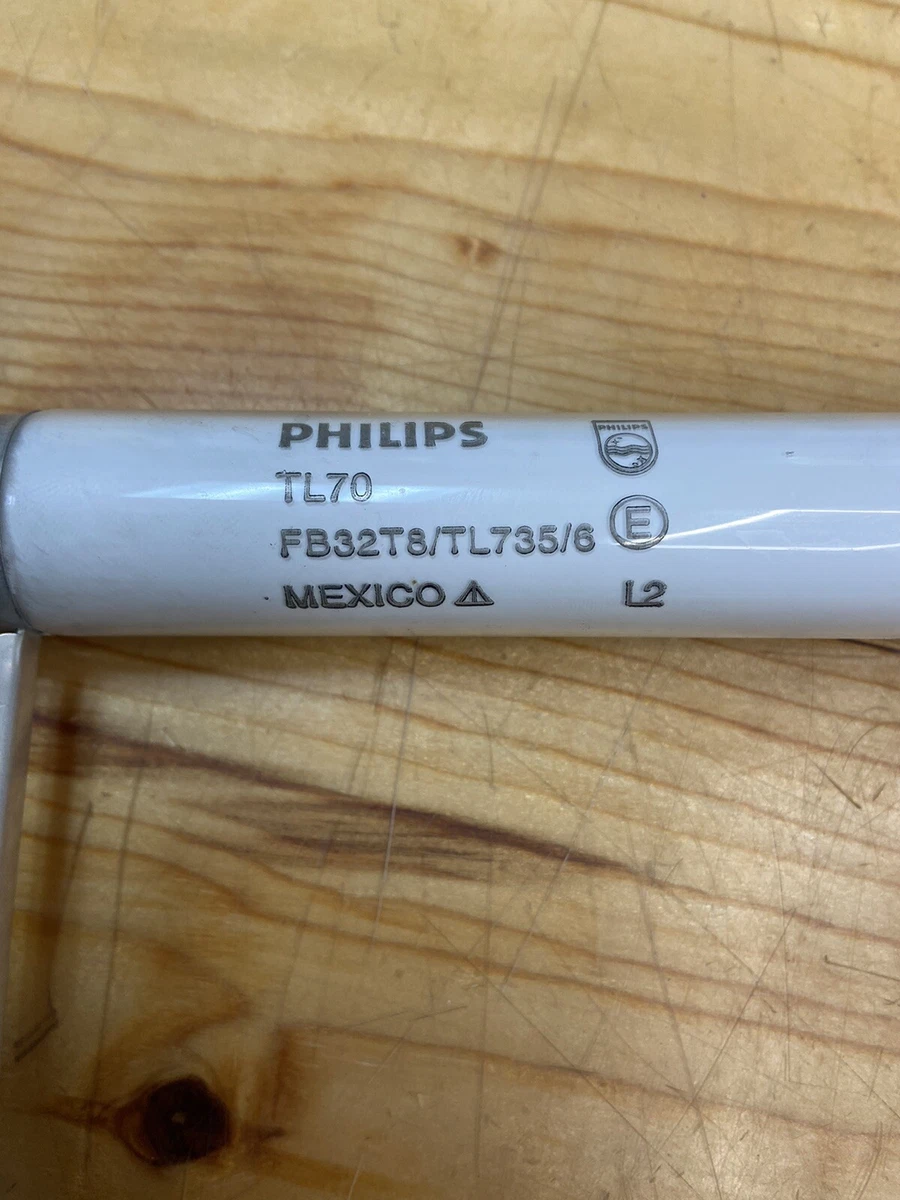 PHILIPS
TL70
FB32T8/TL735/6
MEXICO
PHILIPS
E
L2